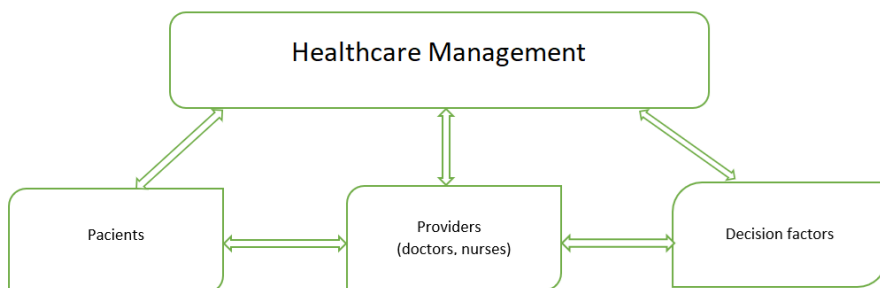 Healthcare Management
Pacients
Providers
(doctors, nurses)
Decision factors